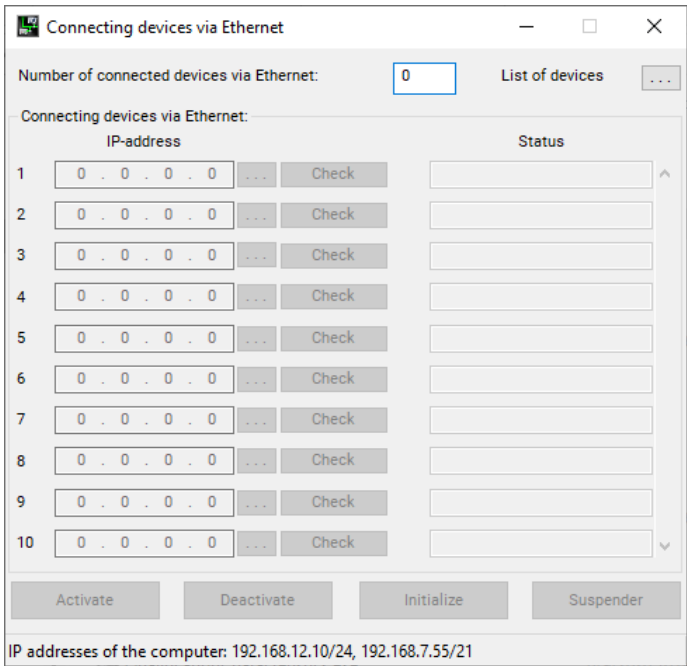 Connecting devices via Ethernet
Number of connected devices via Ethernet: 0 List of devices ...
Connecting devices via Ethernet:
IP-address Status
1 0 . 0 . 0 . 0 ... Check
2 0 . 0 . 0 . 0 ... Check
3 0 . 0 . 0 . 0 ... Check
4 0 . 0 . 0 . 0 ... Check
5 0 . 0 . 0 . 0 ... Check
6 0 . 0 . 0 . 0 ... Check
7 0 . 0 . 0 . 0 ... Check
8 0 . 0 . 0 . 0 ... Check
9 0 . 0 . 0 . 0 ... Check
10 0 . 0 . 0 . 0 ... Check
Activate Deactivate Initialize Suspender
IP addresses of the computer: 192.168.12.10/24, 192.168.7.55/21